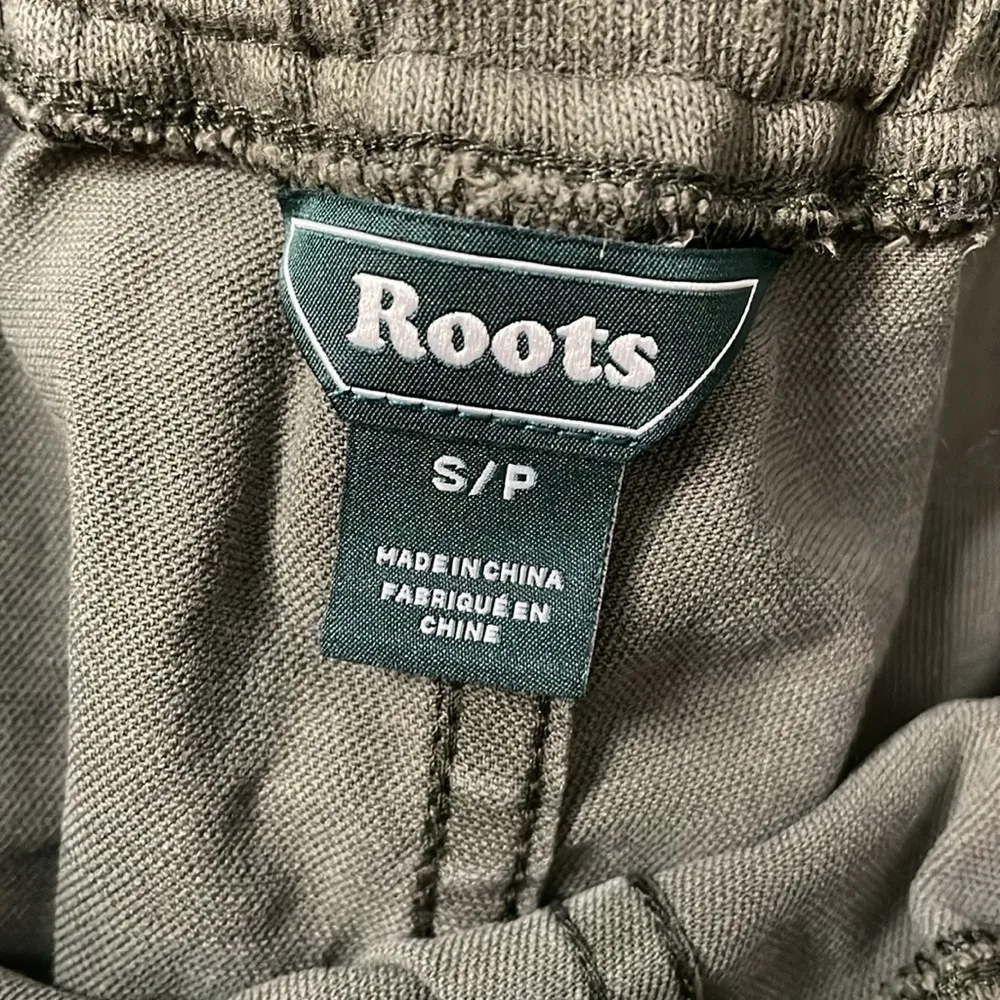 Roots
S/P
MADE IN CHINA
FABRIQUÉ EN
CHINE